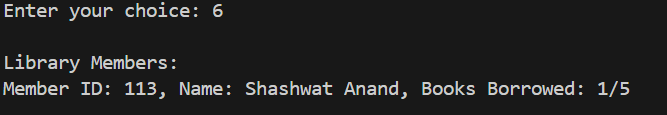 Enter your choice: 6
Library Members:
Member ID: 113, Name: Shashwat Anand, Books Borrowed: 1/5